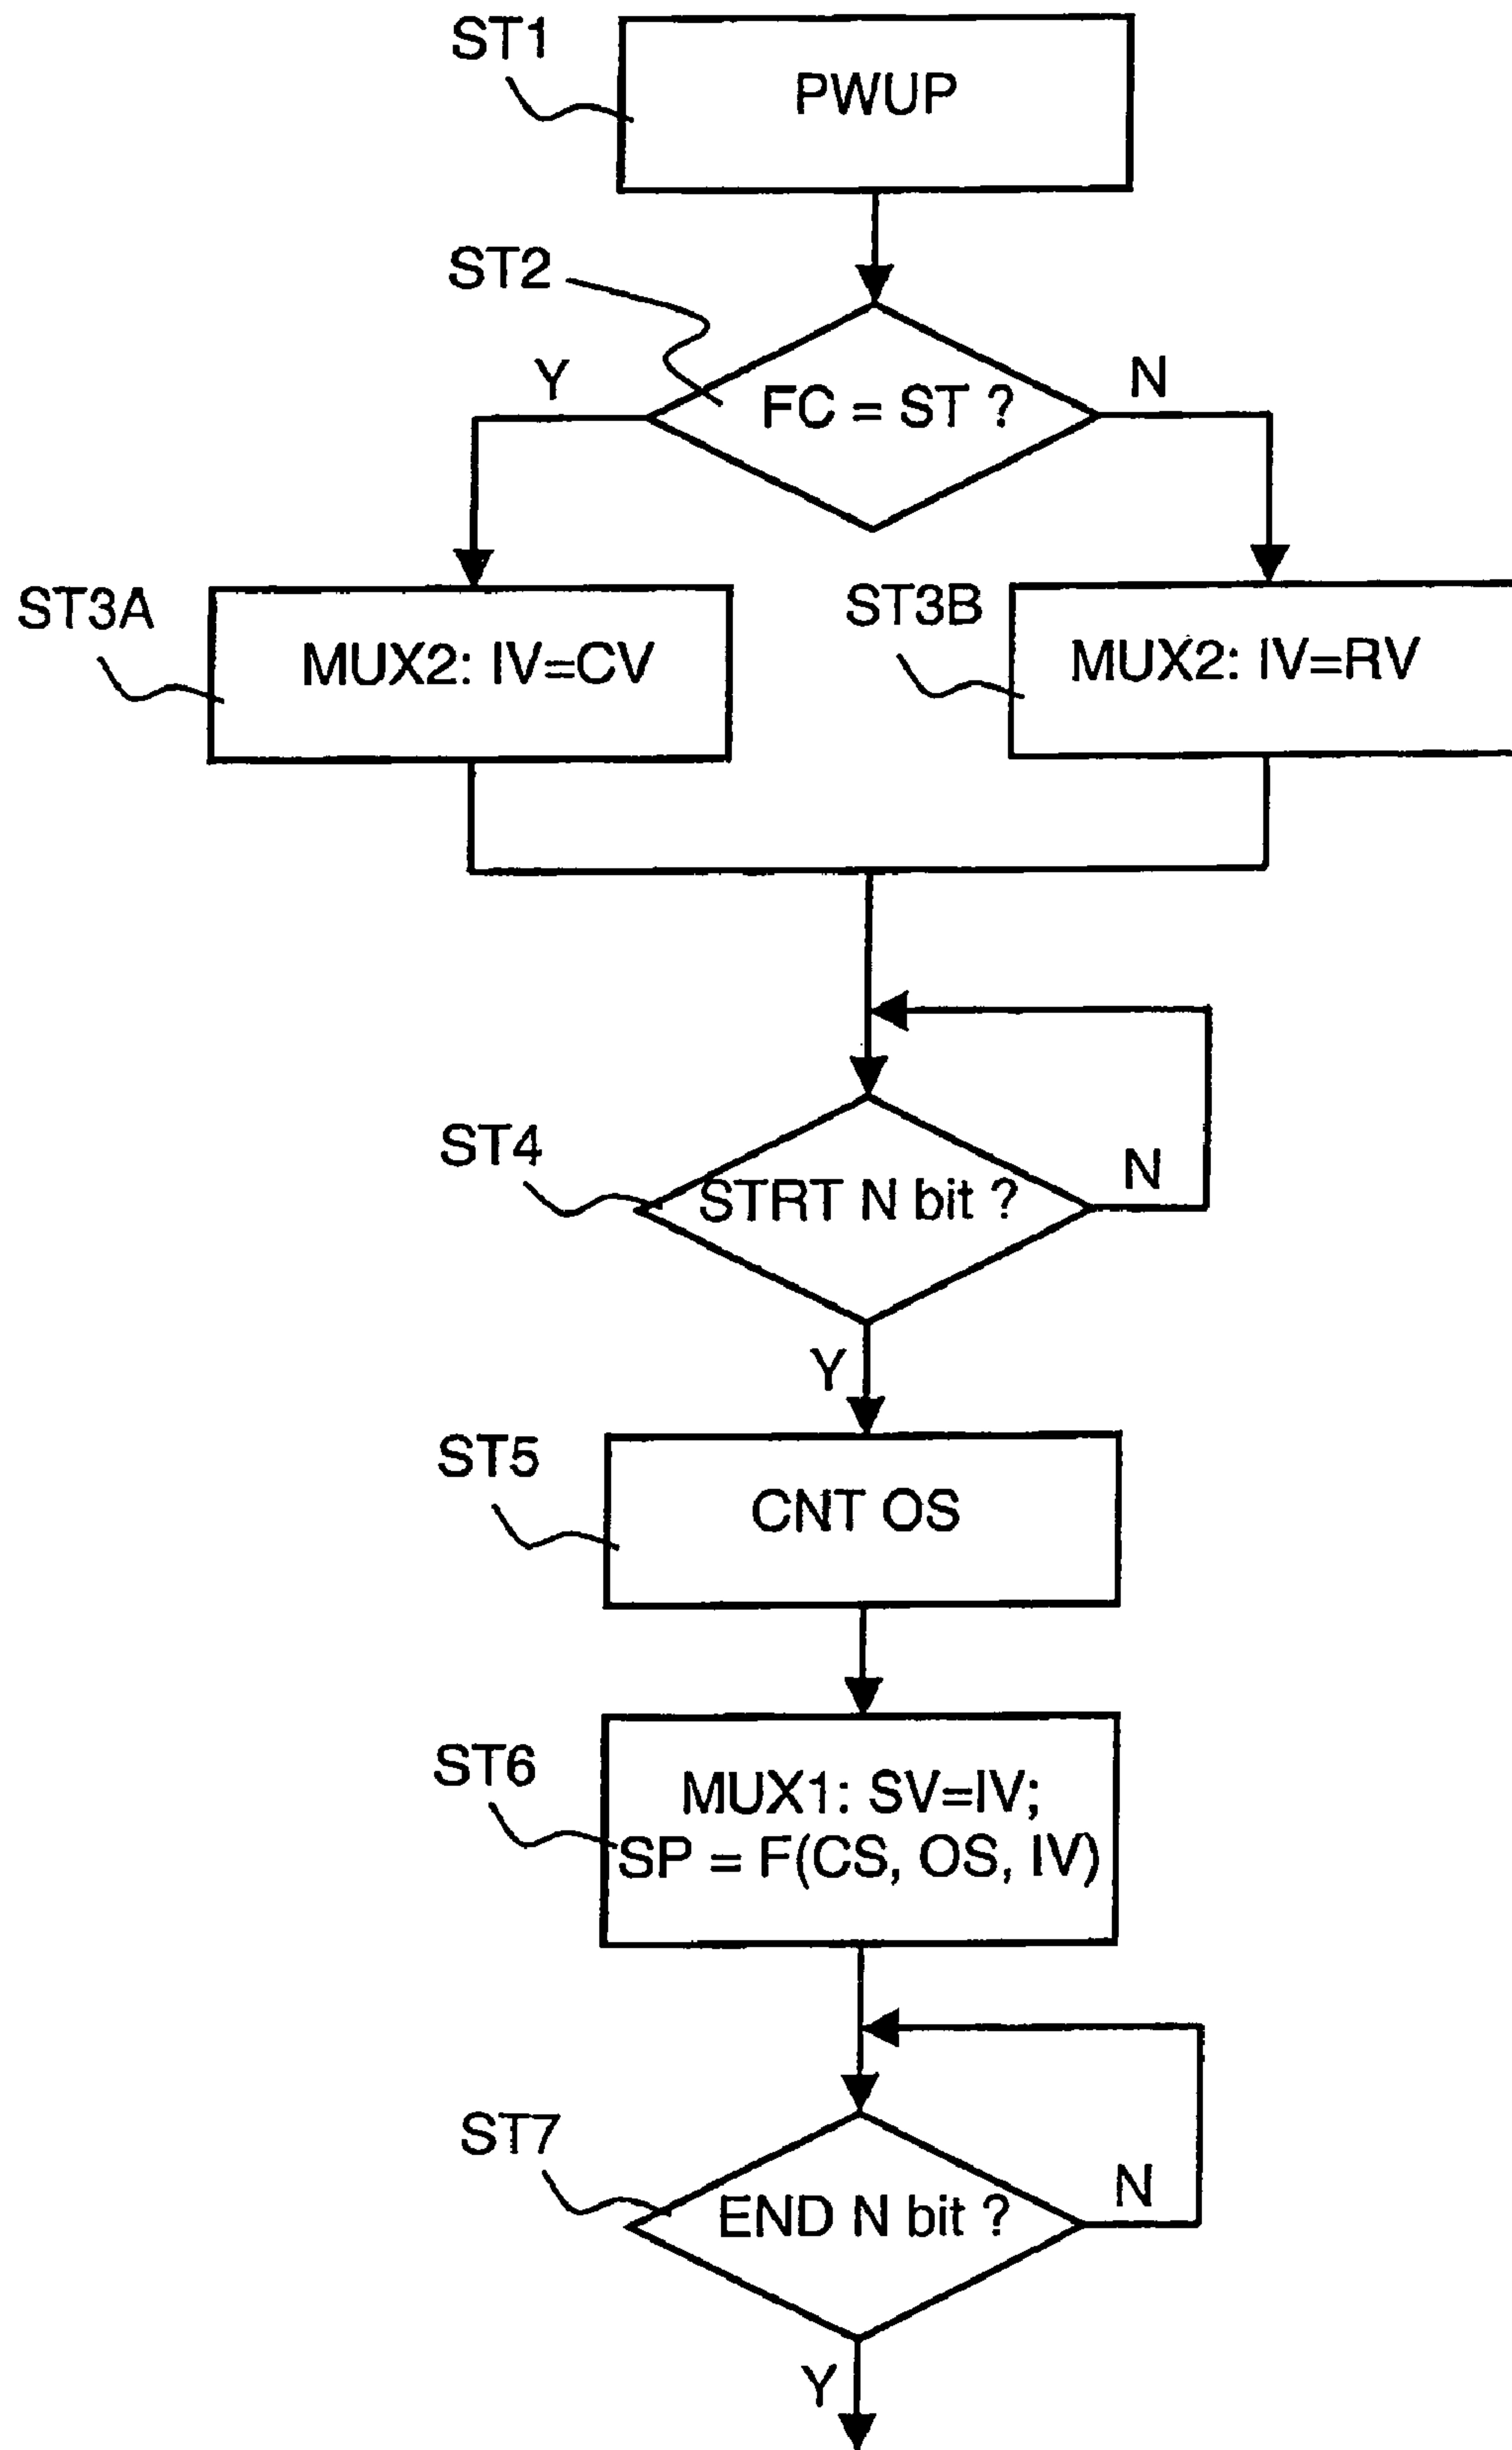 ST1
PWUP
ST2
Y
FC = ST ?
N
ST3A
MUX2: IV=CV
ST3B
MUX2: IV=RV
ST4
STRT N bit ?
N
Y
ST5
CNT OS
ST6
MUX1: SV=IV;
SP = F(CS, OS, IV)
ST7
END N bit ?
N
Y